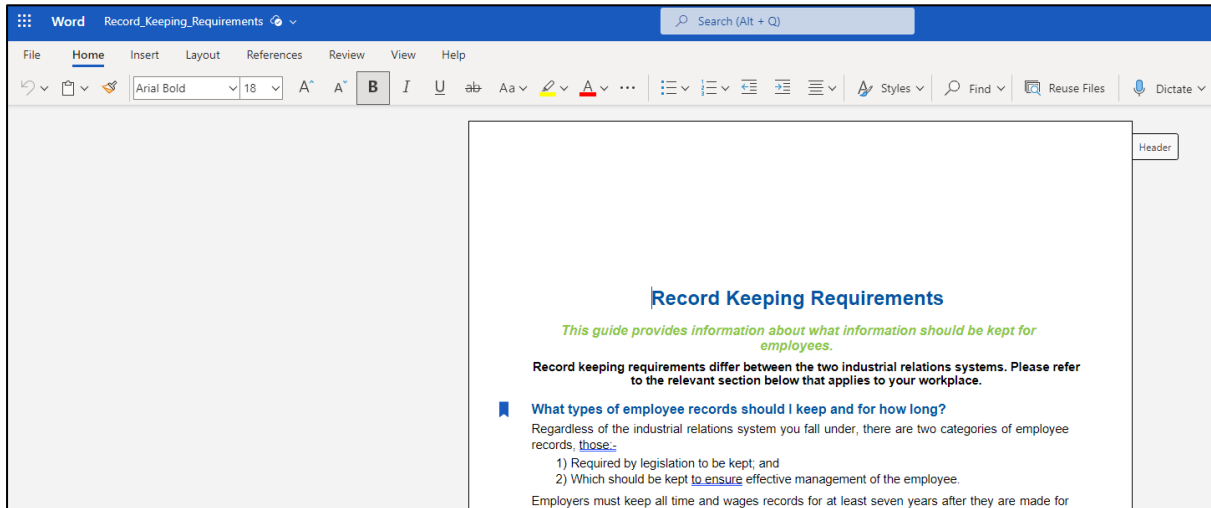 Word Record_Keeping_Requirements Search (Alt + Q)
File Home Insert Layout References Review View Help
Arial Bold 18 A A B I U ab Aa A ... Styles Find Reuse Files Dictate
Header
Record Keeping Requirements
This guide provides information about what information should be kept for
employees.
Record keeping requirements differ between the two industrial relations systems. Please refer
to the relevant section below that applies to your workplace.
What types of employee records should I keep and for how long?
Regardless of the industrial relations system you fall under, there are two categories of employee
records, those:-
1) Required by legislation to be kept; and
2) Which should be kept to ensure effective management of the employee.
Employers must keep all time and wages records for at least seven years after they are made for